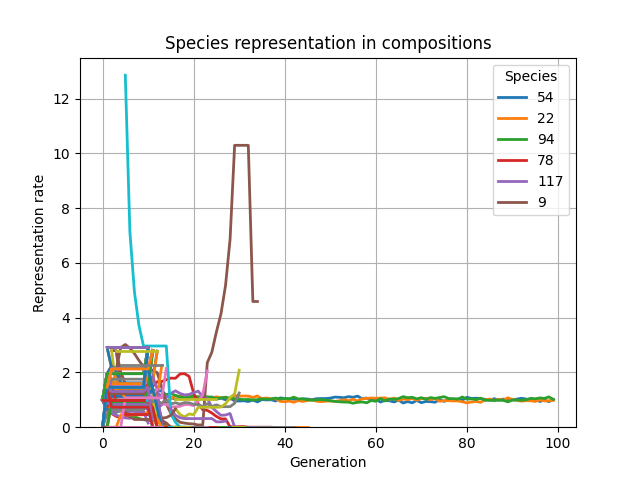 Species representation in compositions
Species
54
22
94
78
117
9
Representation rate
12
10
8
6
4
2
0
0 20 40 60 80 100
Generation